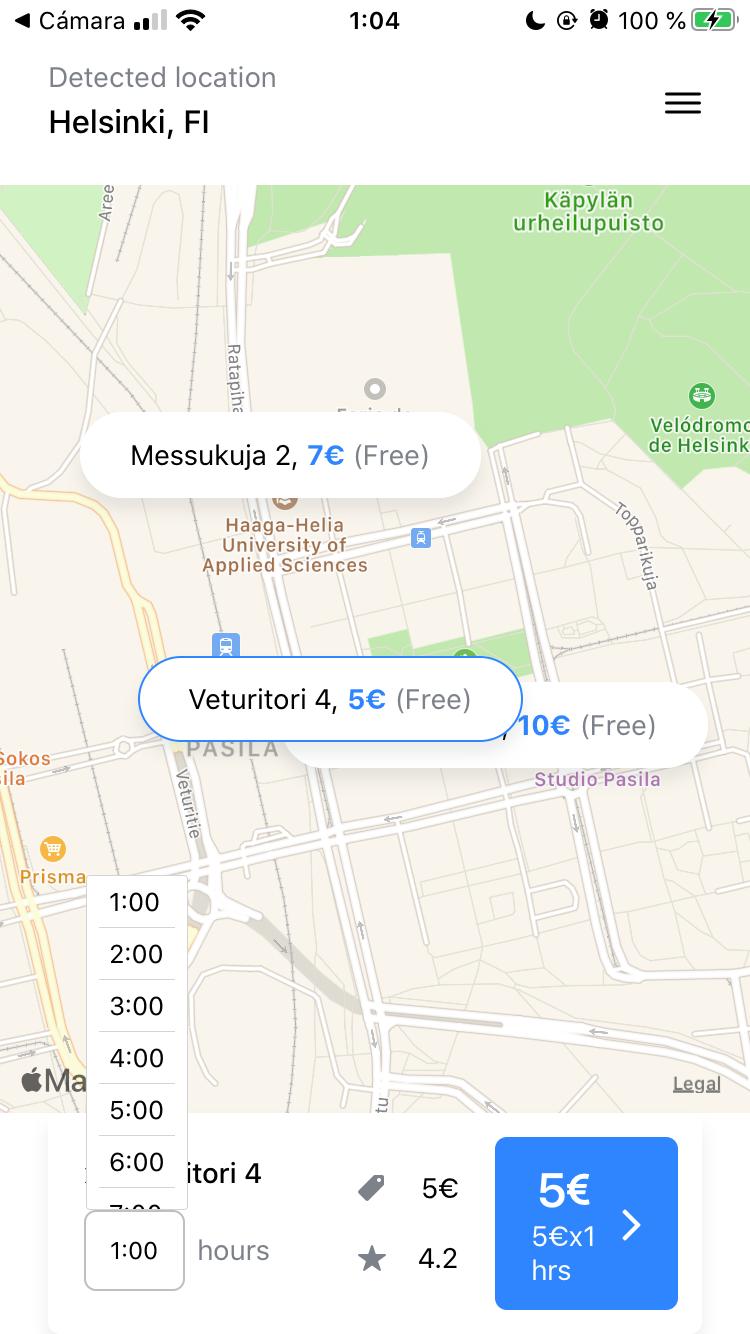 Cámara
1:04
100 %
Detected location
Helsinki, FI
Käpylän
urheilupuisto
Ratapiha
Velódromo
de Helsink
Messukuja 2, 7€ (Free)
Haaga-Helia
University of
Applied Sciences
Topparikuja
Veturitori 4, 5€ (Free)
, 10€ (Free)
PASILA
Sokos
sila
Studio Pasila
Veturitie
Prisma
1:00
2:00
3:00
4:00
5:00
6:00
Ma
Legal
itori 4
5€
1:00 hours
4.2
5€
5€x1
hrs